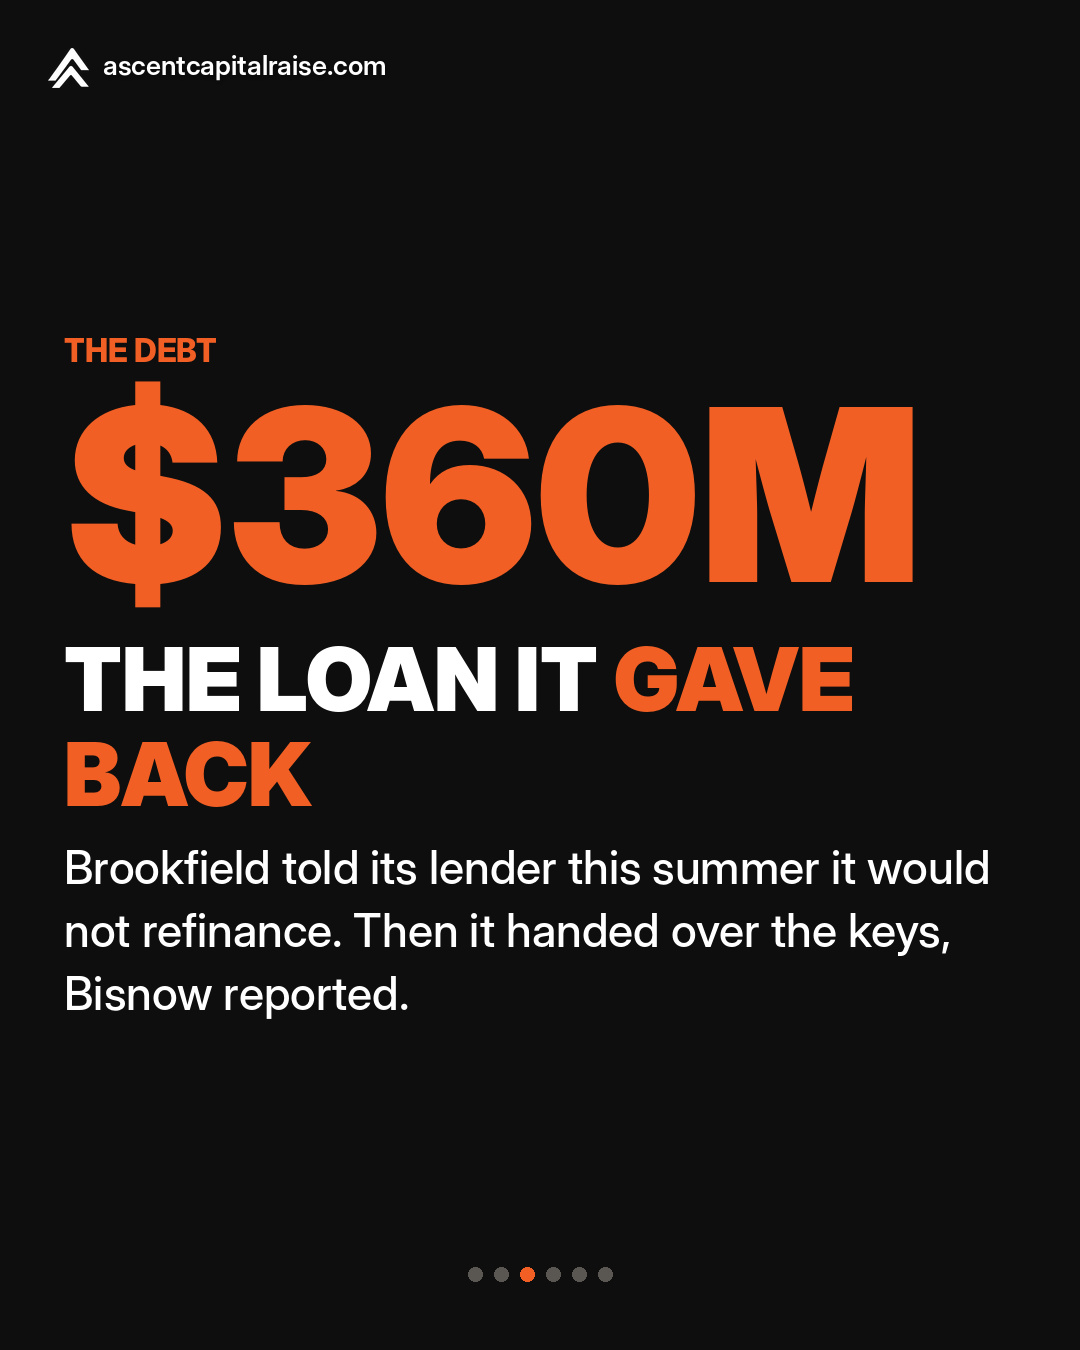 ascentcapitalraise.com
THE DEBT
$360M
THE LOAN IT GAVE
BACK
Brookfield told its lender this summer it would
not refinance. Then it handed over the keys,
Bisnow reported.